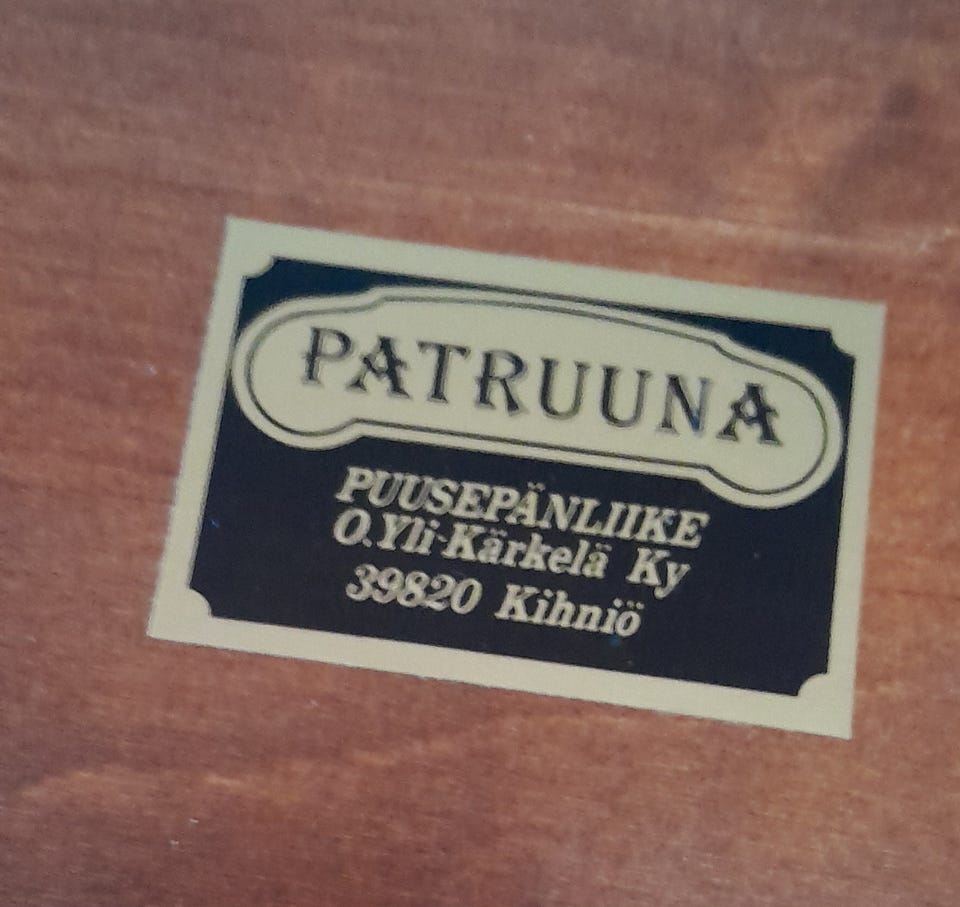 PATRUUNA
PUUSEPÄNLIIKE
O.Yli-Kärkelä Ky
39820 Kihniö